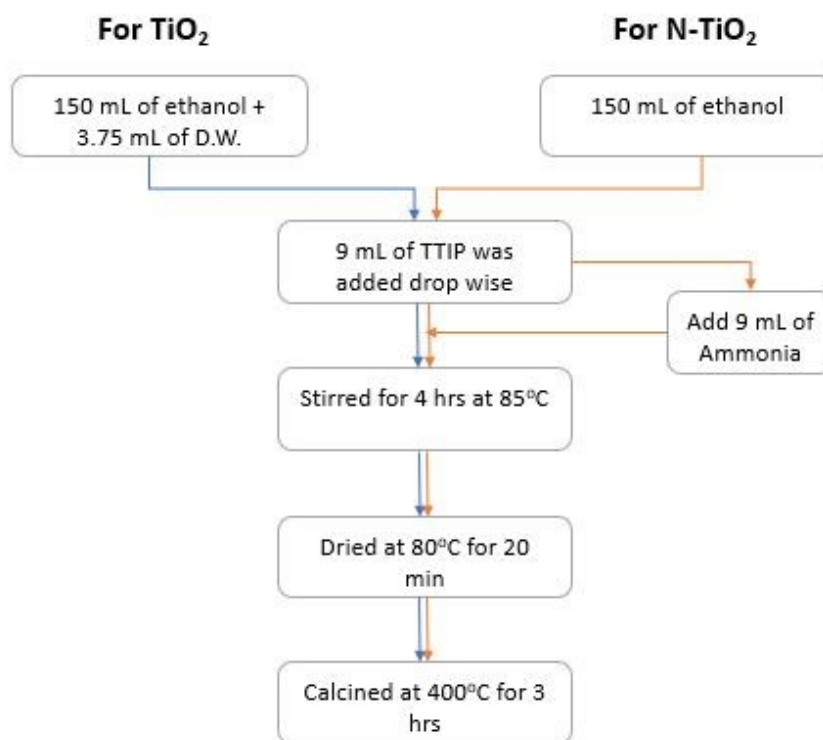 For TiO₂
For N-TiO₂
150 mL of ethanol +
3.75 mL of D.W.
150 mL of ethanol
9 mL of TTIP was
added drop wise
Add 9 mL of
Ammonia
Stirred for 4 hrs at 85°C
Dried at 80°C for 20
min
Calcined at 400°C for 3
hrs